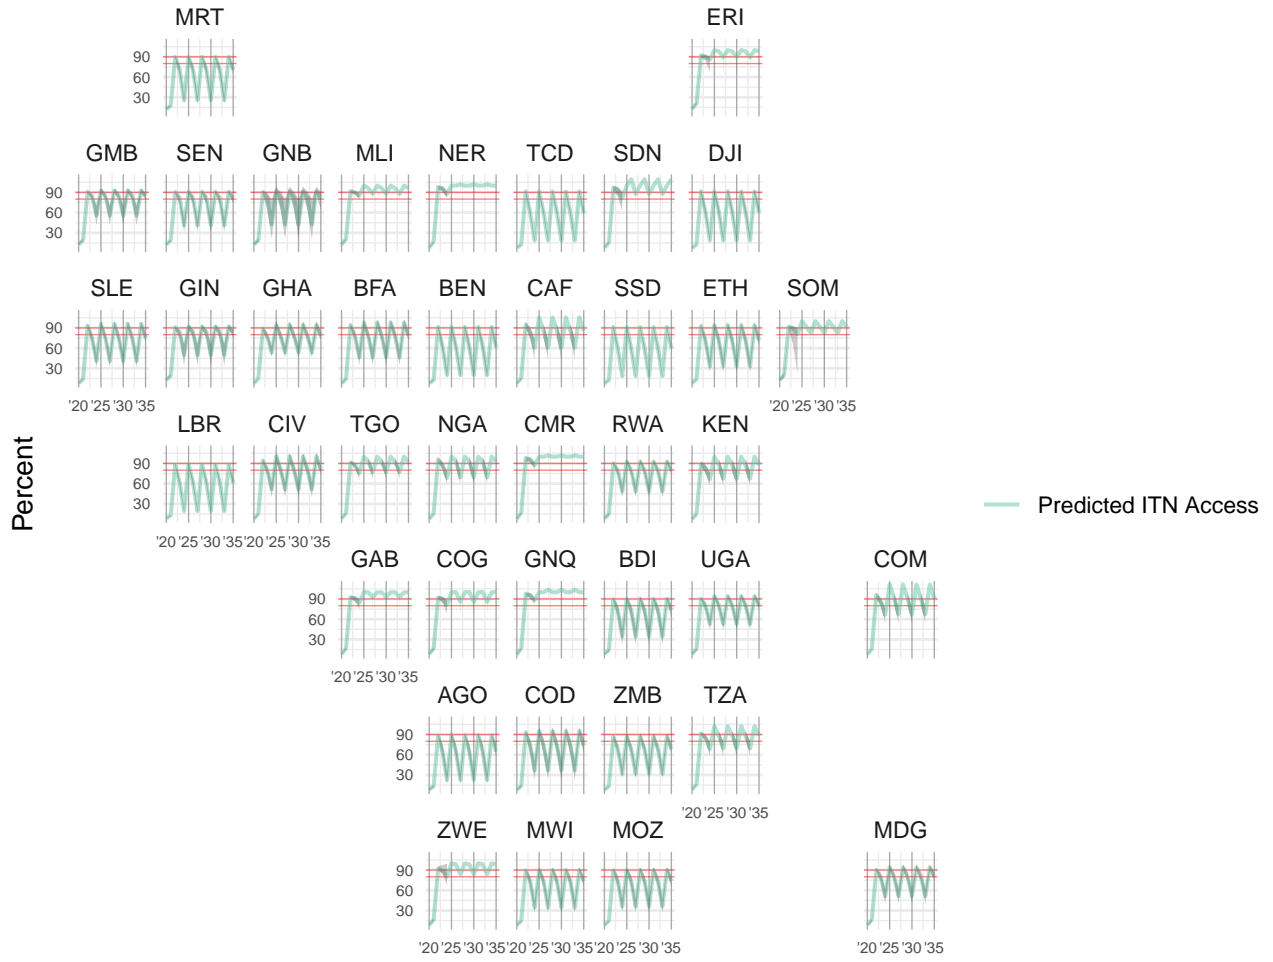 MRT ERI
90
60
30
GMB SEN GNB MLI NER TCD SDN DJI
90
60
30
SLE GIN GHA BFA BEN CAF SSD ETH SOM
90
60
30
'20 '25 '30 '35 '20 '25 '30 '35
LBR CIV TGO NGA CMR RWA KEN
90
60
30
'20 '25 '30 '35 '20 '25 '30 '35
GAB COG GNQ BDI UGA COM
90
60
30
'20 '25 '30 '35
AGO COD ZMB TZA
90
60
30
'20 '25 '30 '35
ZWE MWI MOZ MDG
90
60
30
'20 '25 '30 '35 '20 '25 '30 '35 '20 '25 '30 '35 '20 '25 '30 '35
Percent
Predicted ITN Access